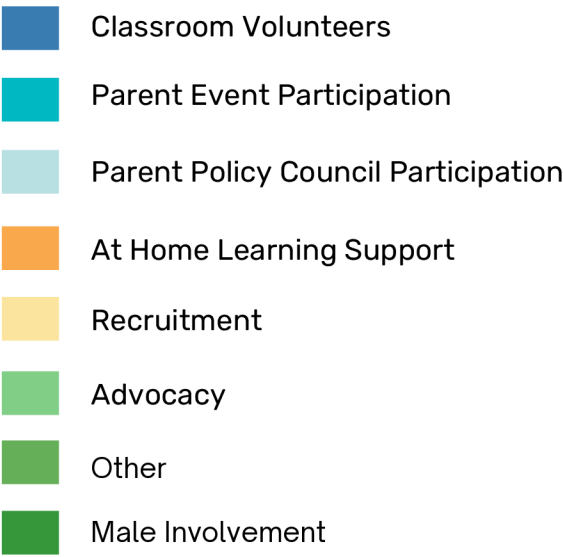 Classroom Volunteers
Parent Event Participation
Parent Policy Council Participation
At Home Learning Support
Recruitment
Advocacy
Other
Male Involvement